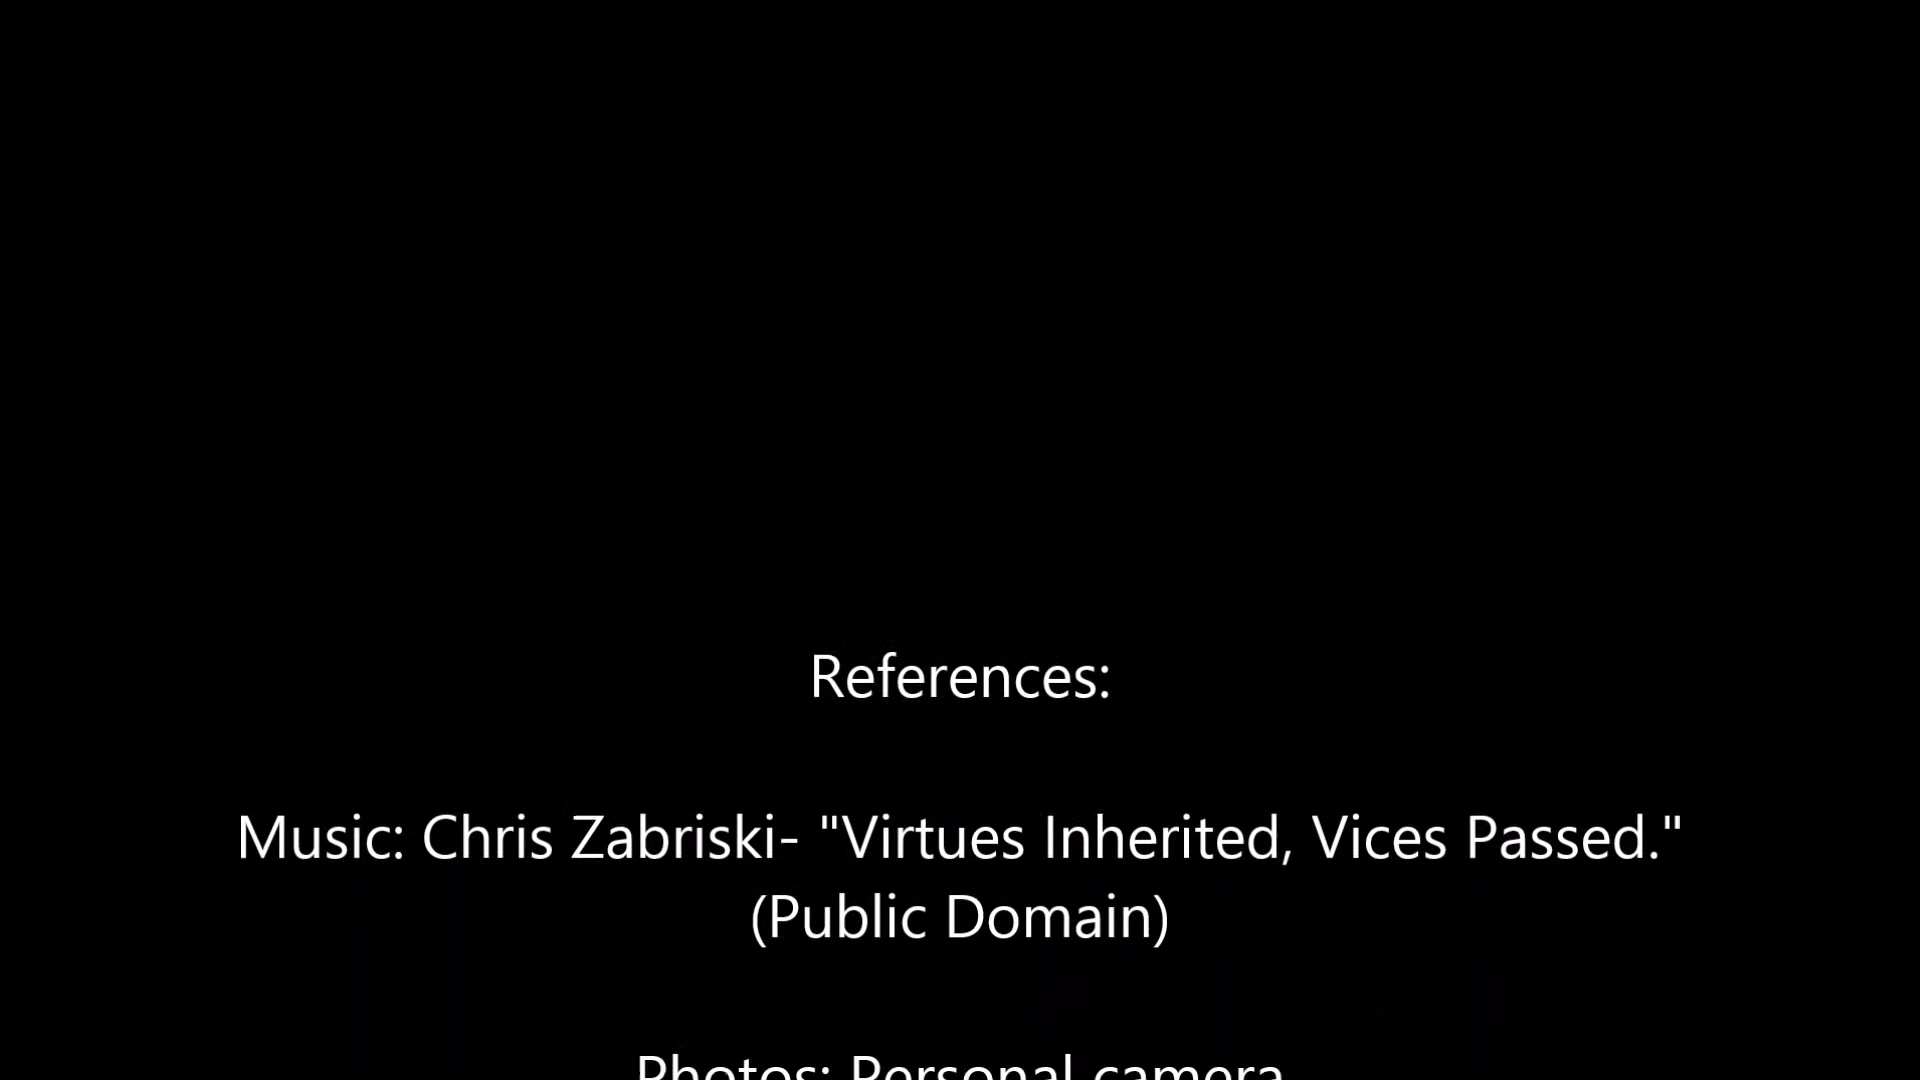 References:
Music: Chris Zabriski- "Virtues Inherited, Vices Passed."
(Public Domain)
Photos: Personal camera